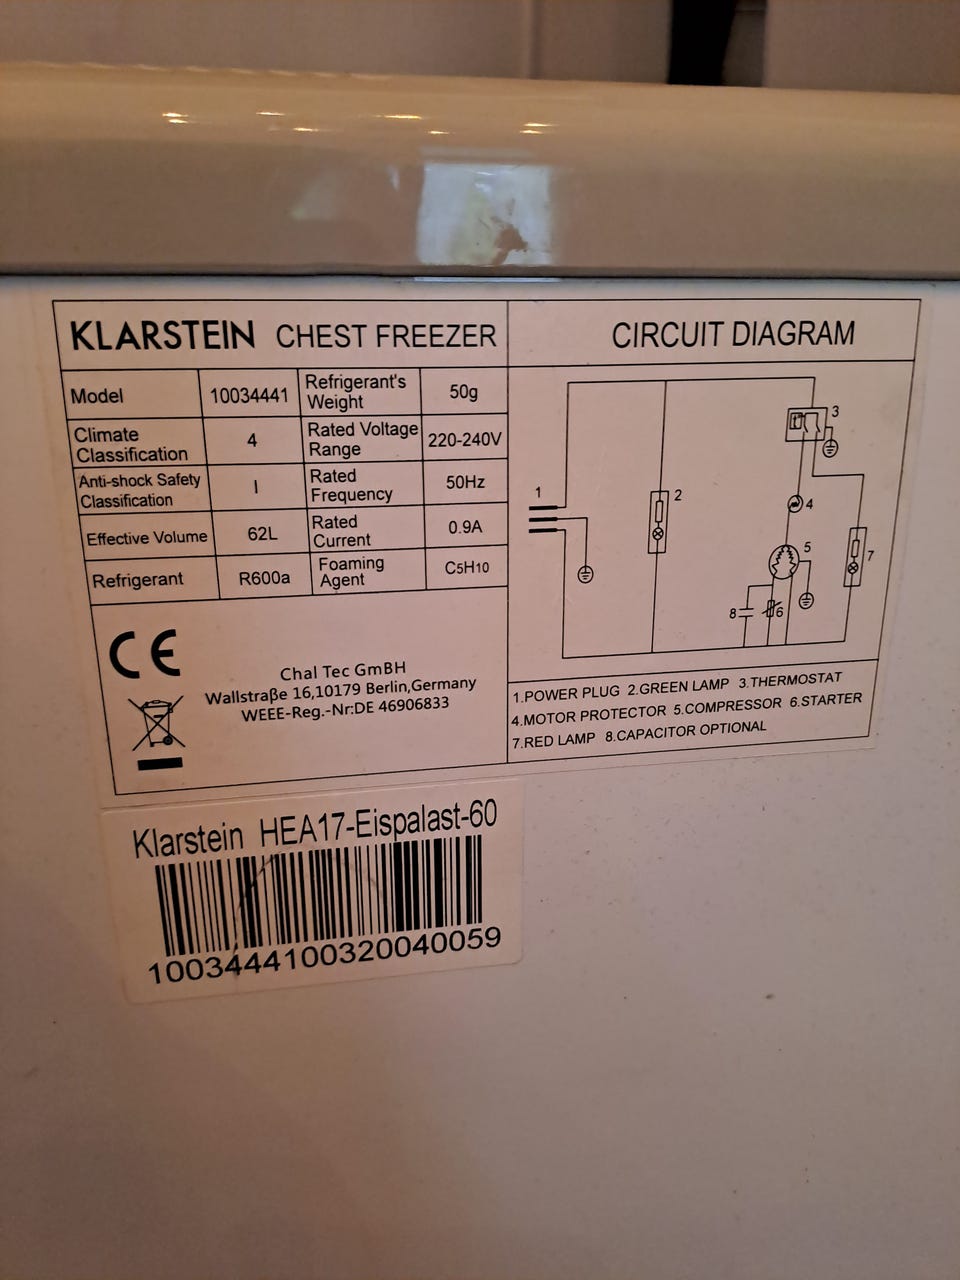 KLARSTEIN CHEST FREEZER
Model 10034441 Refrigerant's Weight 50g
Climate Classification 4 Rated Voltage Range 220-240V
Anti-shock Safety Classification I Rated Frequency 50Hz
Effective Volume 62L Rated Current 0.9A
Refrigerant R600a Foaming Agent C5H10
CE
Chal Tec GmBH
Wallstraße 16,10179 Berlin,Germany
WEEE-Reg.-Nr:DE 46906833
CIRCUIT DIAGRAM
1
2
3
4
5
6
7
8
1.POWER PLUG 2.GREEN LAMP 3.THERMOSTAT
4.MOTOR PROTECTOR 5.COMPRESSOR 6.STARTER
7.RED LAMP 8.CAPACITOR OPTIONAL
Klarstein HEA17-Eispalast-60
1003444100320040059